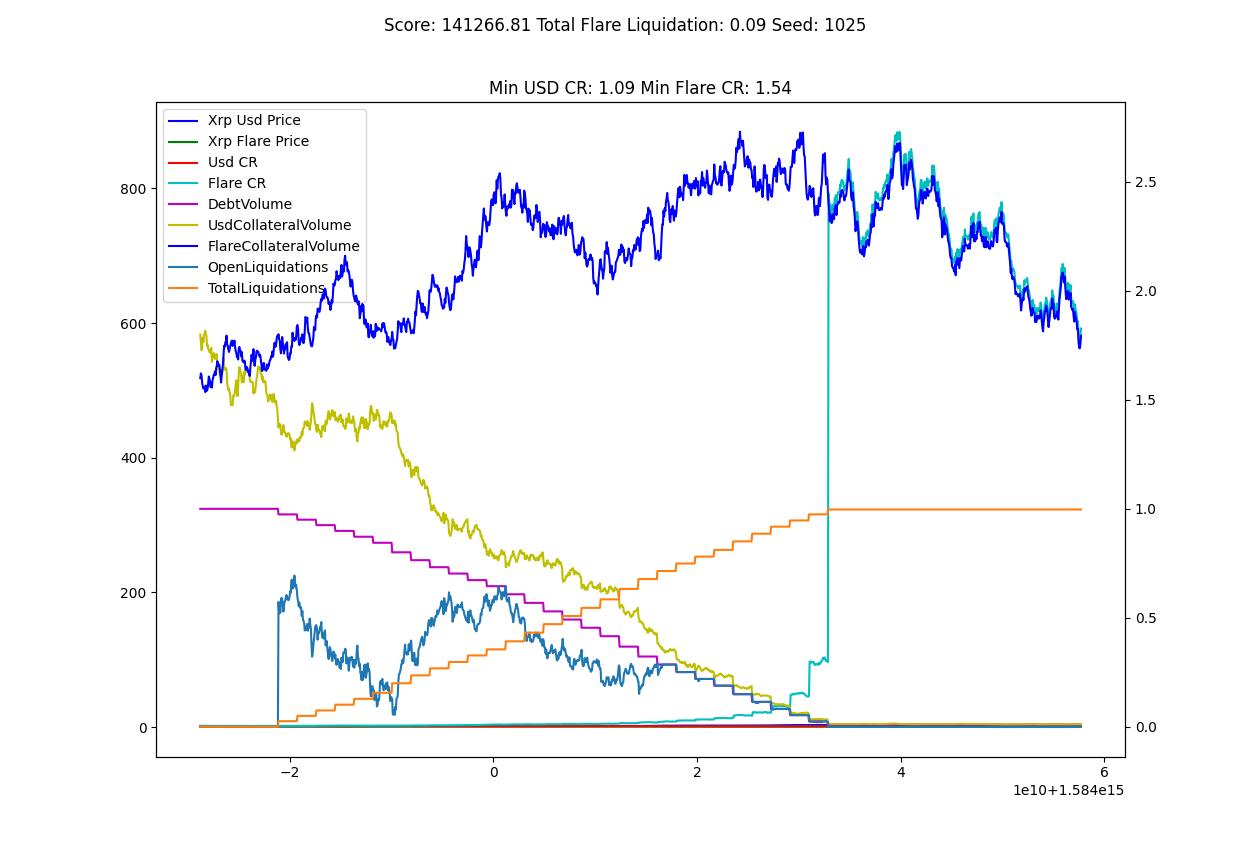 Score: 141266.81 Total Flare Liquidation: 0.09 Seed: 1025
Min USD CR: 1.09 Min Flare CR: 1.54
Xrp Usd Price
Xrp Flare Price
Usd CR
Flare CR
DebtVolume
UsdCollateralVolume
FlareCollateralVolume
OpenLiquidations
TotalLiquidations
800
600
400
200
0
2.5
2.0
1.5
1.0
0.5
0.0
−2
0
2
4
6
1e10+1.584e15